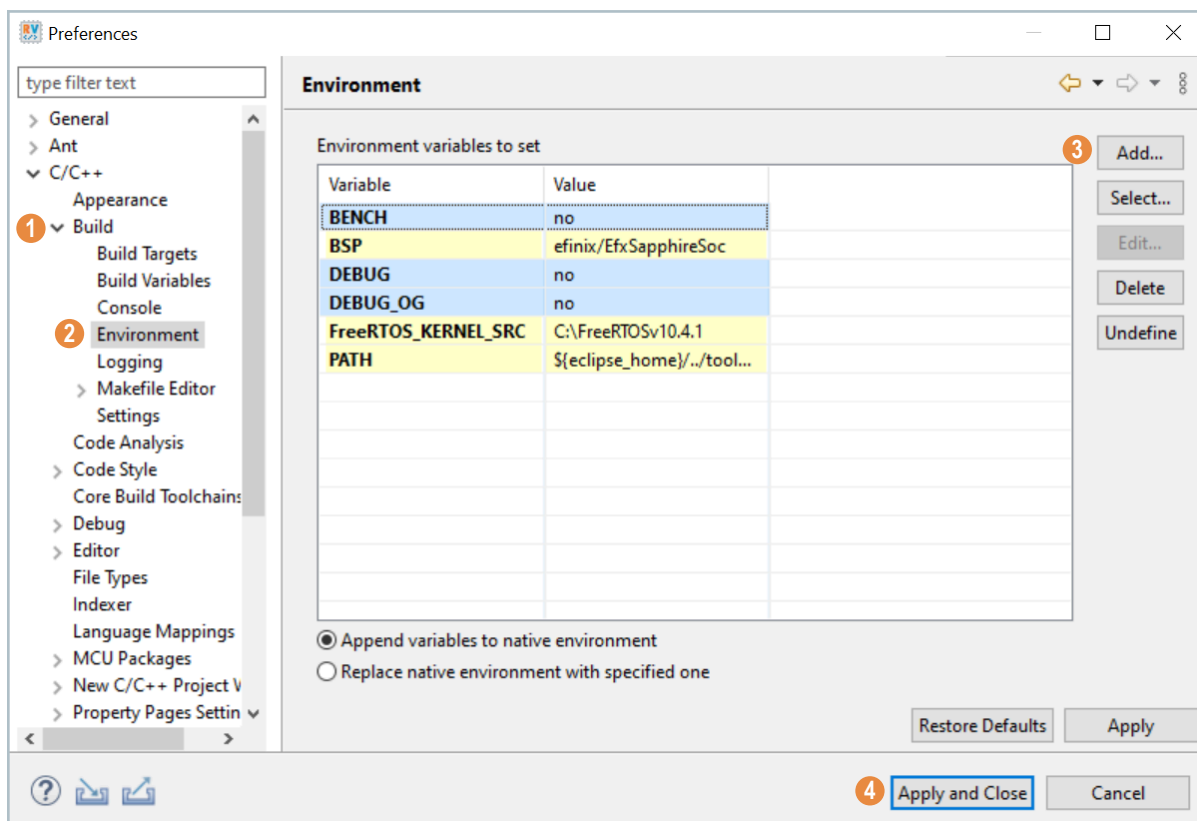 Preferences
type filter text
General
Ant
C/C++
Appearance
1 Build
Build Targets
Build Variables
Console
2 Environment
Logging
Makefile Editor
Settings
Code Analysis
Code Style
Core Build Toolchains
Debug
Editor
File Types
Indexer
Language Mappings
MCU Packages
New C/C++ Project
Property Pages Settin
Environment
Environment variables to set
Variable Value
BENCH no
BSP efinix/EfxSapphireSoc
DEBUG no
DEBUG_OG no
FreeRTOS_KERNEL_SRC C:\FreeRTOSv10.4.1
PATH ${eclipse_home}/../tool...
3 Add...
Select...
Edit...
Delete
Undefine
Append variables to native environment
Replace native environment with specified one
Restore Defaults Apply
? 4 Apply and Close Cancel